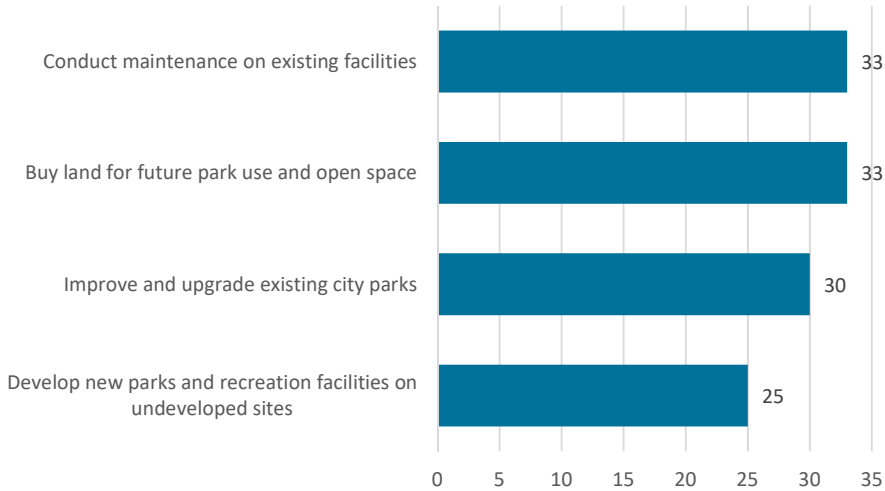 Conduct maintenance on existing facilities
33
Buy land for future park use and open space
33
Improve and upgrade existing city parks
30
Develop new parks and recreation facilities on
undeveloped sites
25
0 5 10 15 20 25 30 35